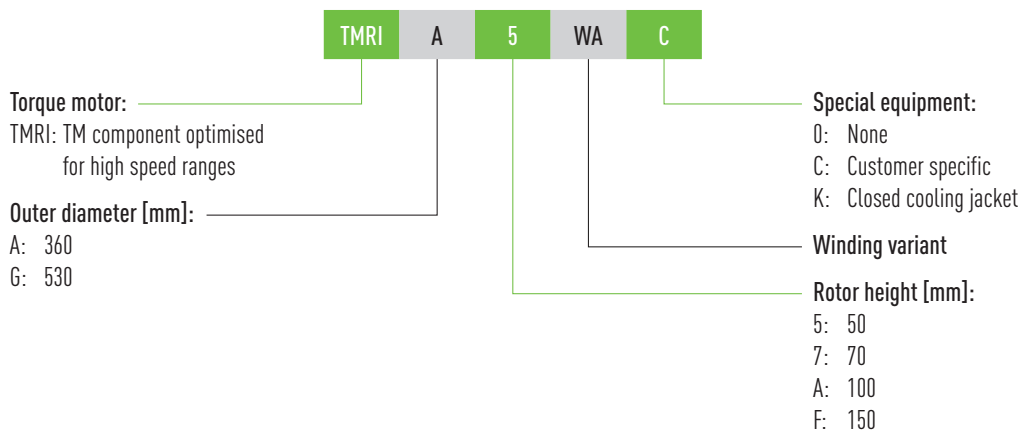 TMRI A 5 WA C
Torque motor:
TMRI: TM component optimised
for high speed ranges
Outer diameter [mm]:
A: 360
G: 530
Special equipment:
0: None
C: Customer specific
K: Closed cooling jacket
Winding variant
Rotor height [mm]:
5: 50
7: 70
A: 100
F: 150